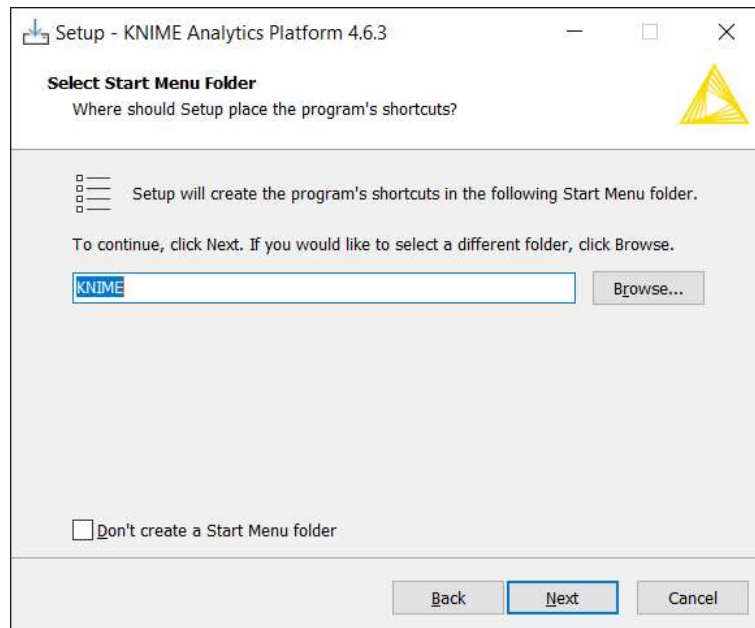 Setup - KNIME Analytics Platform 4.6.3
Select Start Menu Folder
Where should Setup place the program's shortcuts?
Setup will create the program's shortcuts in the following Start Menu folder.
To continue, click Next. If you would like to select a different folder, click Browse.
KNIME
Browse...
Don't create a Start Menu folder
Back
Next
Cancel